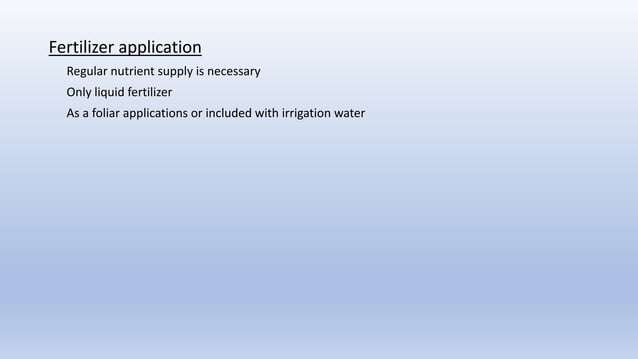 Fertilizer application
Regular nutrient supply is necessary
Only liquid fertilizer
As a foliar applications or included with irrigation water